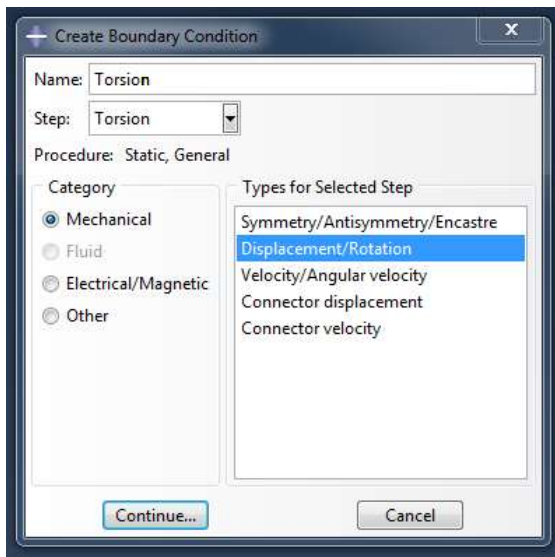 Create Boundary Condition
X
Name: Torsion
Step: Torsion
Procedure: Static, General
Category
Mechanical
Fluid
Electrical/Magnetic
Other
Types for Selected Step
Symmetry/Antisymmetry/Encastre
Displacement/Rotation
Velocity/Angular velocity
Connector displacement
Connector velocity
Continue...
Cancel